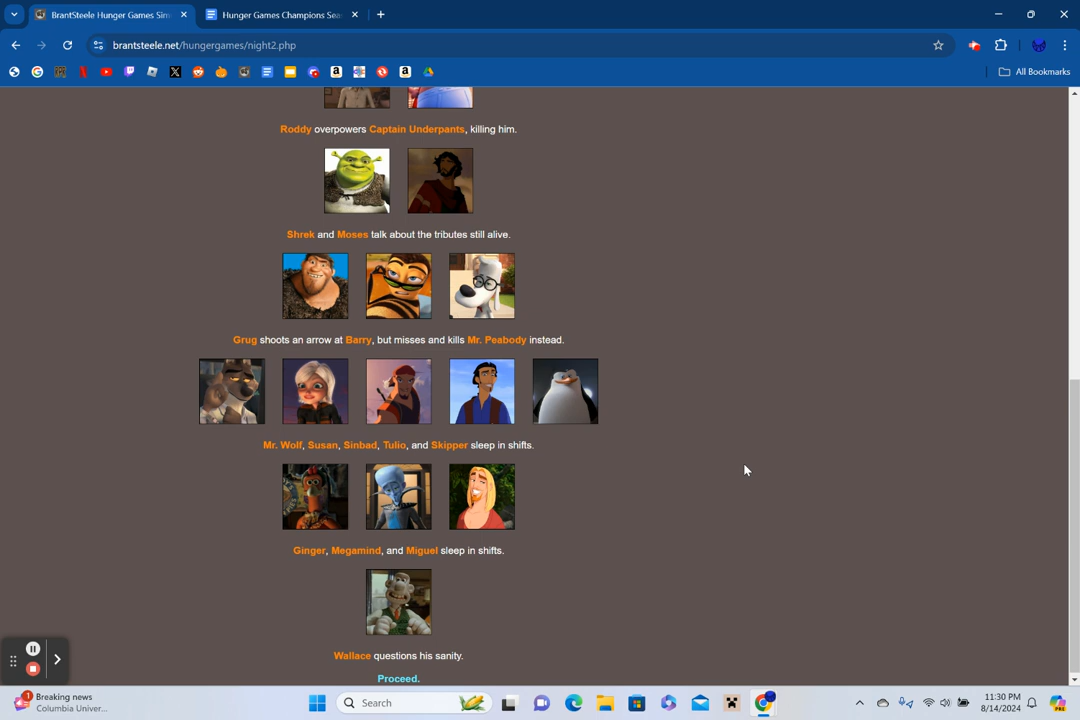 BrantSteele Hunger Games Sim
Hunger Games Champions Sea
brantsteele.net/hungergames/night2.php
All Bookmarks
Roddy overpowers Captain Underpants, killing him.
Shrek and Moses talk about the tributes still alive.
Grug shoots an arrow at Barry, but misses and kills Mr. Peabody instead.
Mr. Wolf, Susan, Sinbad, Tulio, and Skipper sleep in shifts.
Ginger, Megamind, and Miguel sleep in shifts.
Wallace questions his sanity.
Proceed.
1
Breaking news
Columbia Univer...
Search
11:30 PM
8/14/2024
PRE